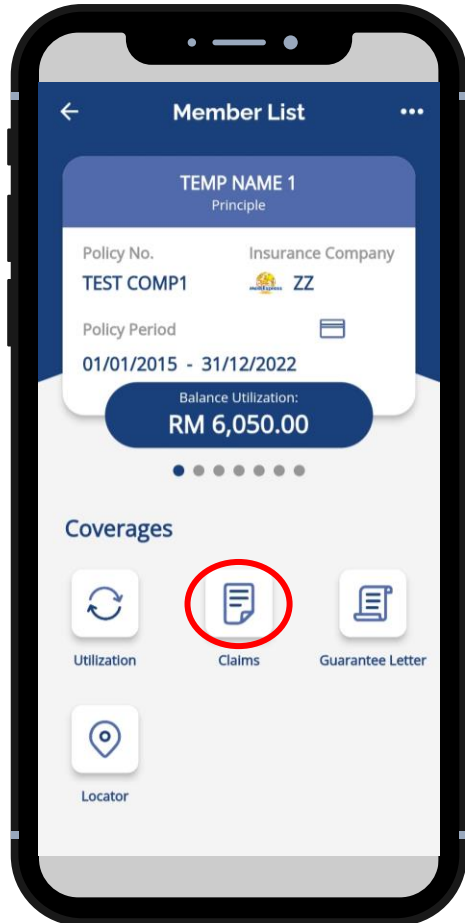 Member List
TEMP NAME 1
Principle
Policy No. Insurance Company
TEST COMP1 ZZ
Policy Period
01/01/2015 - 31/12/2022
Balance Utilization:
RM 6,050.00
Coverages
Utilization Claims Guarantee Letter
Locator